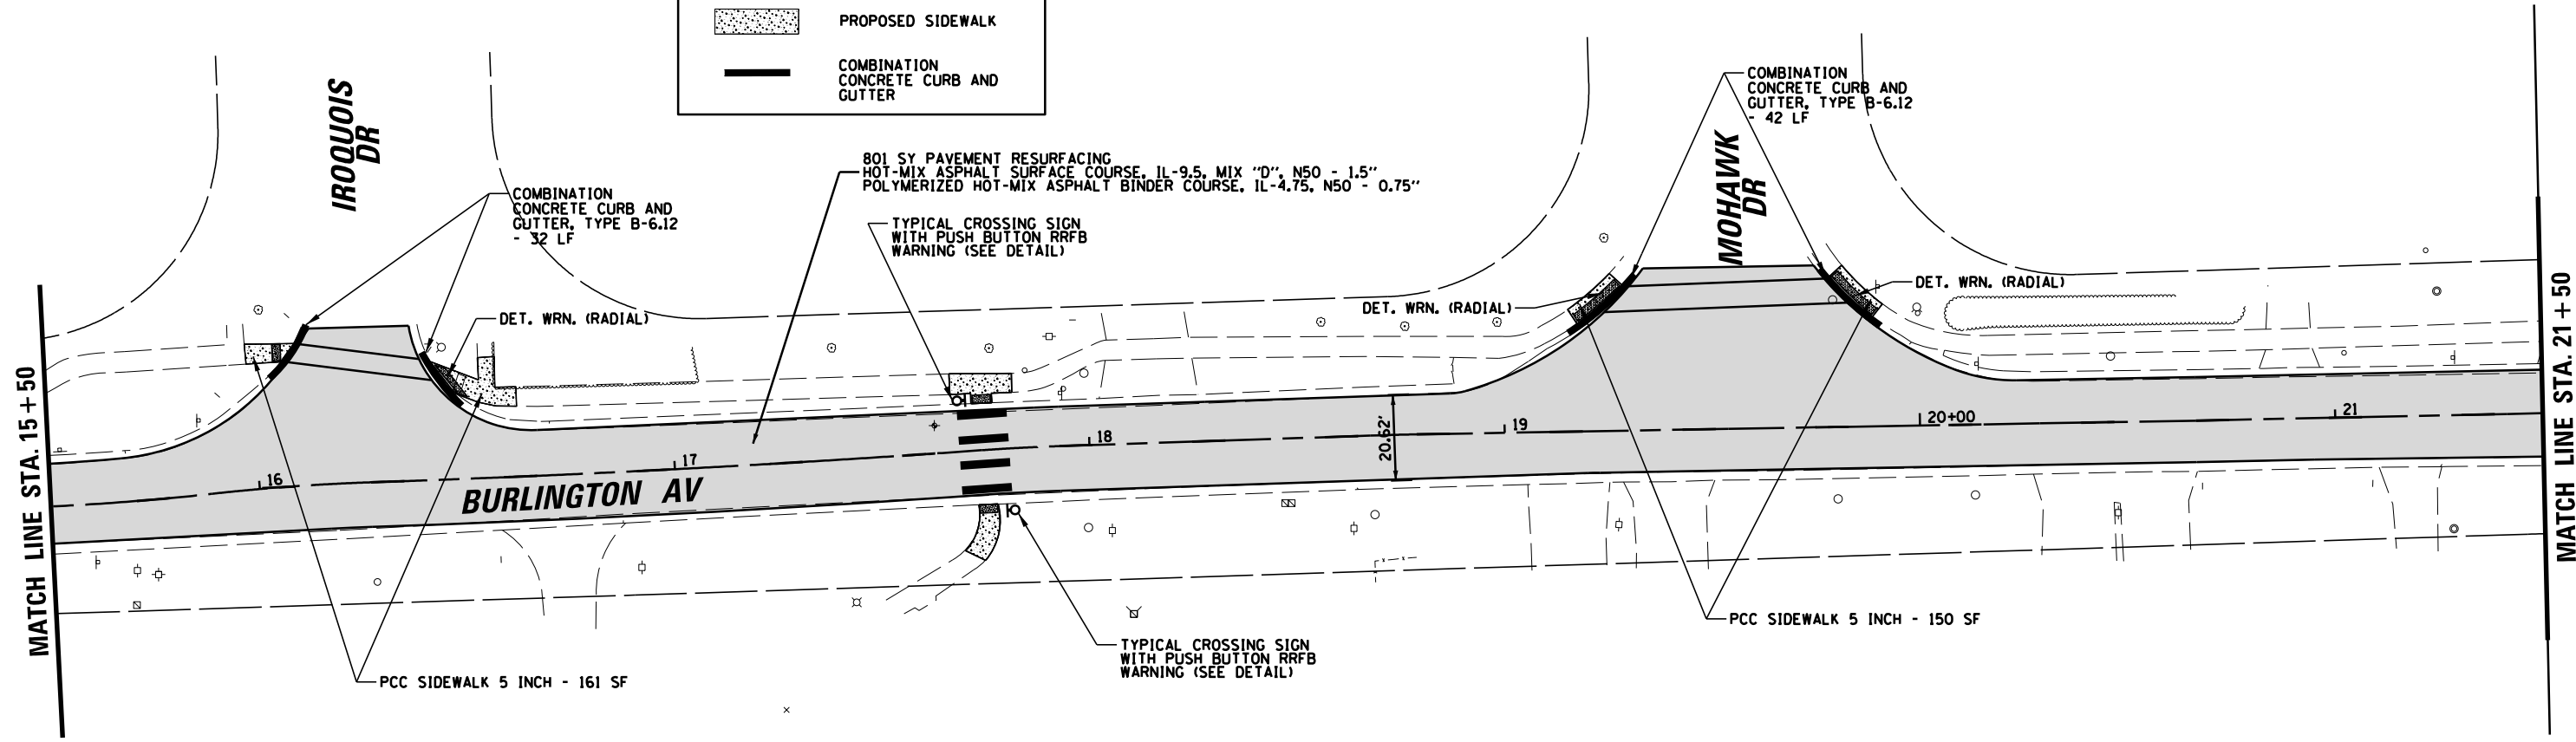 PROPOSED SIDEWALK
COMBINATION
CONCRETE CURB AND
GUTTER
IROQUOIS
DR
COMBINATION
CONCRETE CURB AND
GUTTER, TYPE B-6.12
- 32 LF
801 SY PAVEMENT RESURFACING
HOT-MIX ASPHALT SURFACE COURSE, IL-9.5, MIX "D", N50 - 1.5"
POLYMERIZED HOT-MIX ASPHALT BINDER COURSE, IL-4.75, N50 - 0.75"
TYPICAL CROSSING SIGN
WITH PUSH BUTTON RRFB
WARNING (SEE DETAIL)
COMBINATION
CONCRETE CURB AND
GUTTER, TYPE B-6.12
- 42 LF
MOHAWK
DR
DET. WRN. (RADIAL)
DET. WRN. (RADIAL)
DET. WRN. (RADIAL)
MATCH LINE STA. 15+50
16
17
18
19
20+00
21
20.62'
BURLINGTON AV
MATCH LINE STA. 21+50
PCC SIDEWALK 5 INCH - 161 SF
TYPICAL CROSSING SIGN
WITH PUSH BUTTON RRFB
WARNING (SEE DETAIL)
PCC SIDEWALK 5 INCH - 150 SF